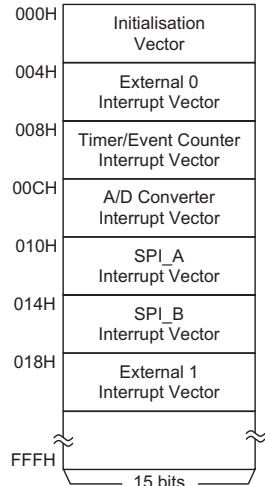 000H
Initialisation
Vector
004H
External 0
Interrupt Vector
008H
Timer/Event Counter
Interrupt Vector
00CH
A/D Converter
Interrupt Vector
010H
SPI_A
Interrupt Vector
014H
SPI_B
Interrupt Vector
018H
External 1
Interrupt Vector
FFFH
15 bits